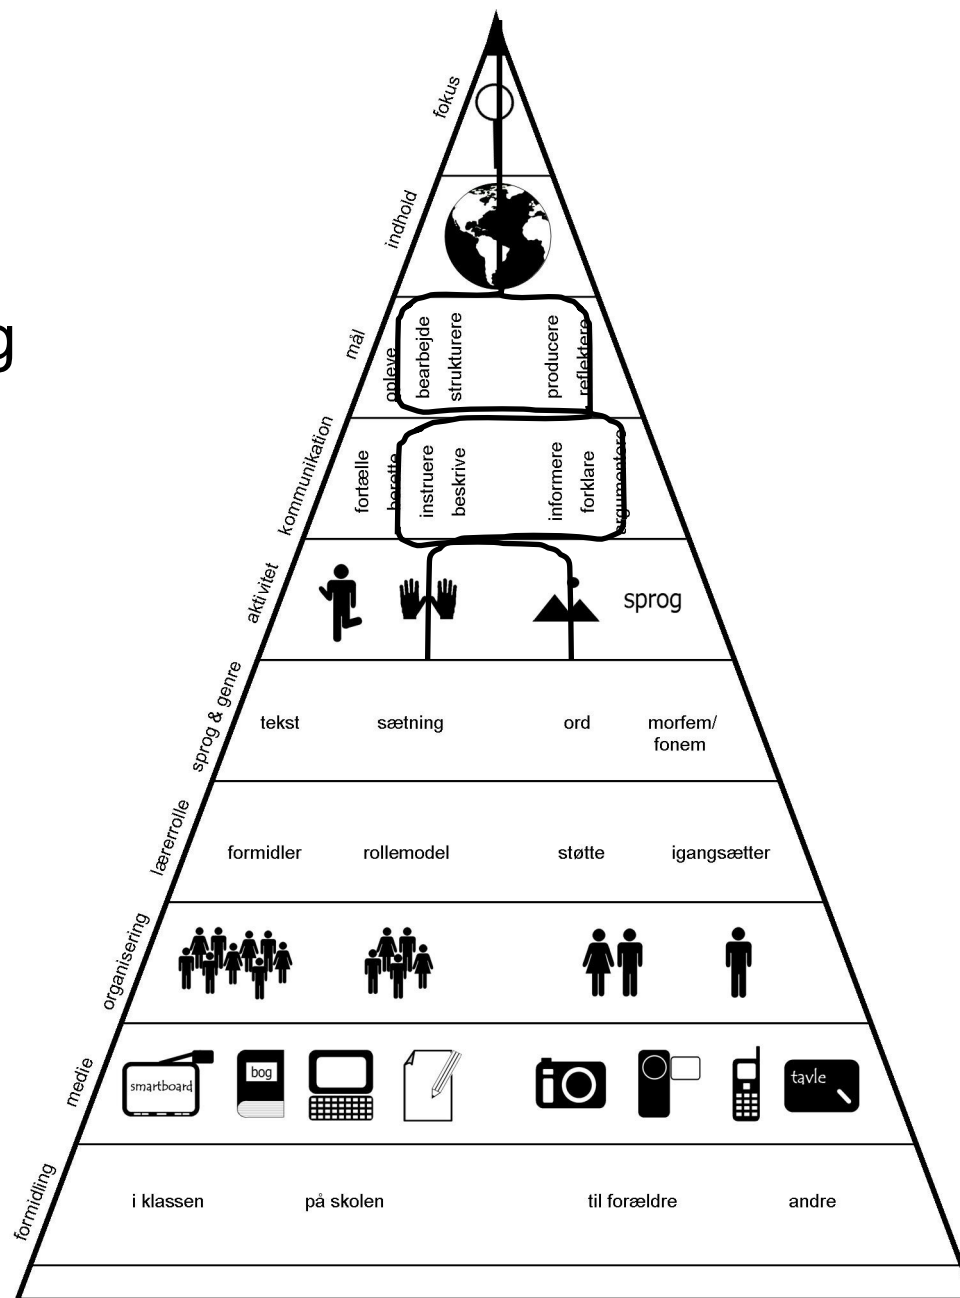 g
fokus
indhold
mål
opleve
bearbejde
strukturere
producere
reflektere
kommunikation
fortælle
berette
instruere
beskrive
informere
forklare
argumentere
aktivitet
sprog
sprog & genre
tekst sætning ord morfem/
fonem
lærerrolle
formidler rollemodel støtte igangsætter
organisering
medie
smartboard
bog
tavle
formidling
i klassen på skolen til forældre andre